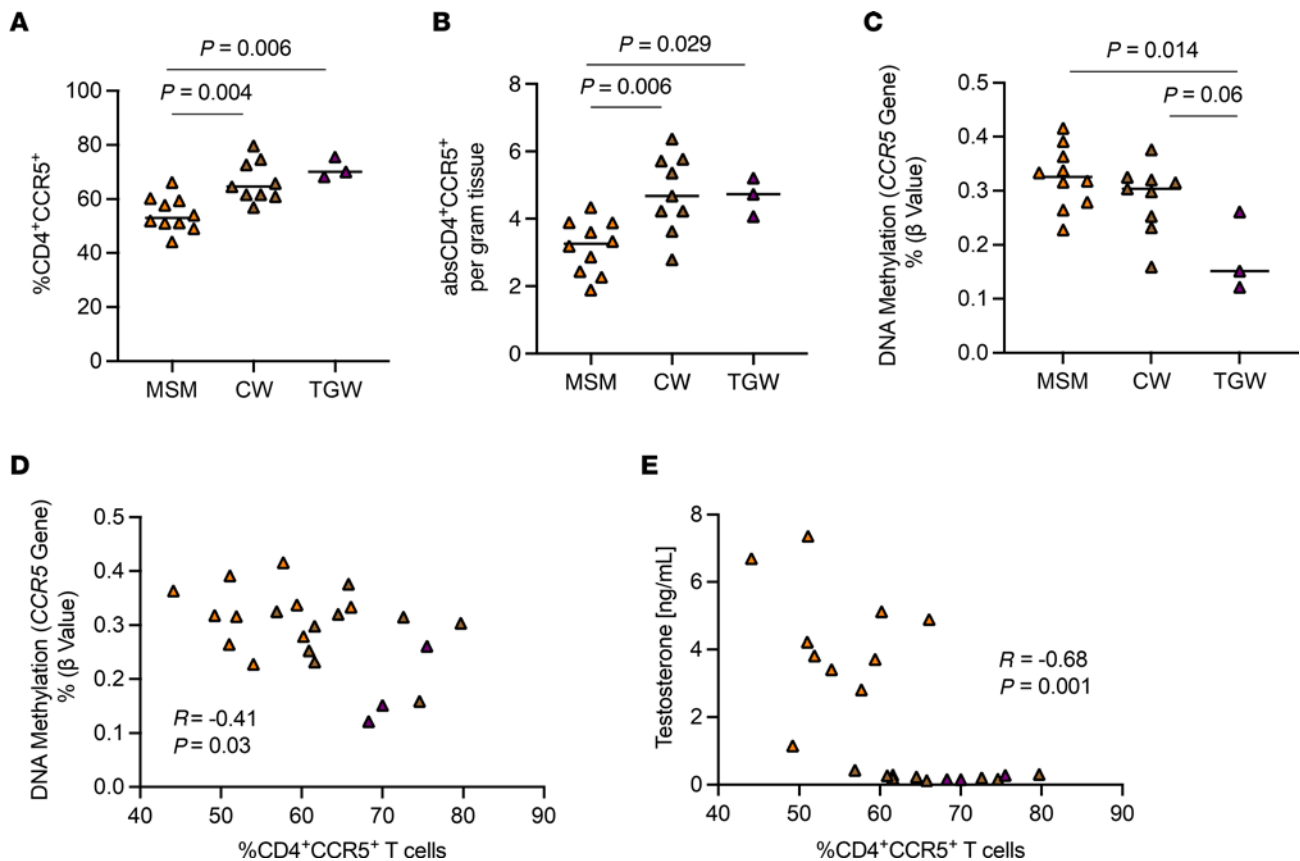 A
P = 0.006
P = 0.004
%CD4⁺CCR5⁺
100
80
60
40
20
0
MSM
CW
TGW
B
P = 0.029
P = 0.006
absCD4⁺CCR5⁺
per gram tissue
8
6
4
2
0
MSM
CW
TGW
C
P = 0.014
P = 0.06
DNA Methylation (CCR5 Gene)
% (β Value)
0.5
0.4
0.3
0.2
0.1
0.0
MSM
CW
TGW
D
DNA Methylation (CCR5 Gene)
% (β Value)
0.5
0.4
0.3
0.2
0.1
0.0
R = -0.41
P = 0.03
40
50
60
70
80
90
%CD4⁺CCR5⁺ T cells
E
Testosterone [ng/mL]
8
6
4
2
0
R = -0.68
P = 0.001
40
50
60
70
80
90
%CD4⁺CCR5⁺ T cells